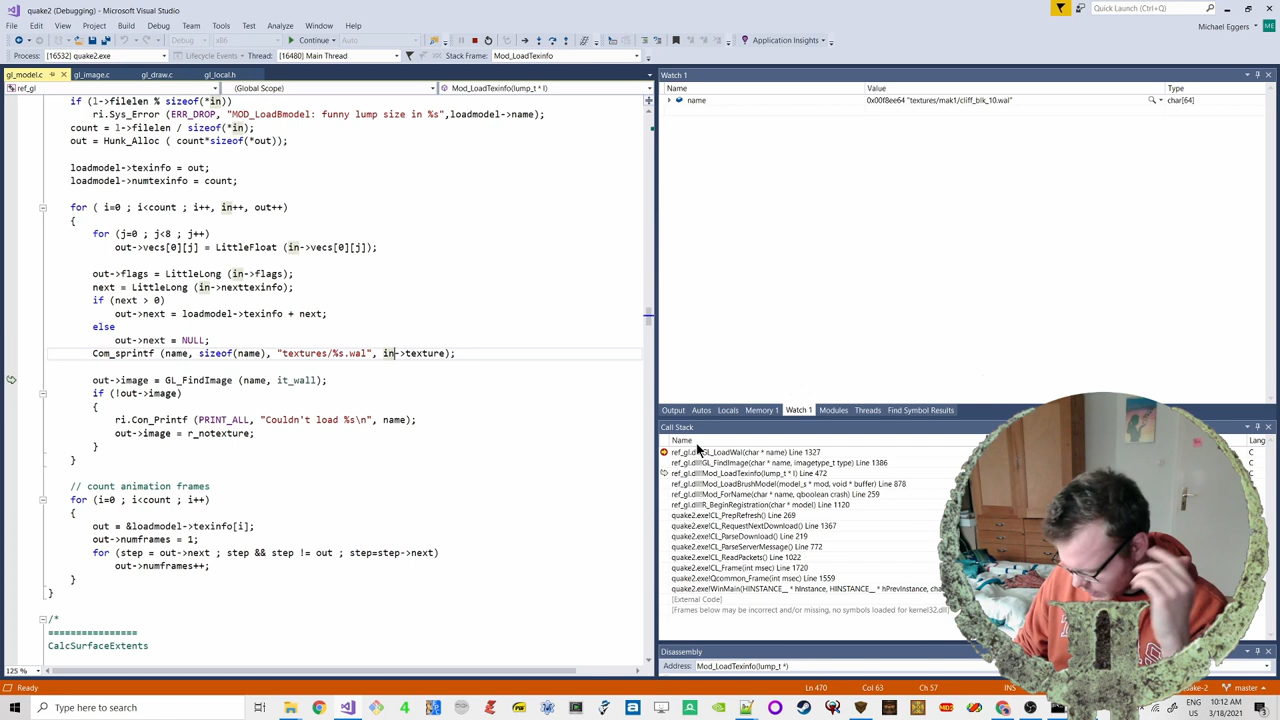 quake2 (Debugging) - Microsoft Visual Studio
Quick Launch (Ctrl+Q)
File Edit View Project Build Debug Team Tools Test Analyze Window Help
Michael Eggers ME
Debug x86 Continue Auto Application Insights
Process: [16532] quake2.exe Lifecycle Events Thread: [16480] Main Thread Stack Frame: Mod_LoadTexinfo
gl_model.c gl_image.c gl_draw.c gl_local.h
ref_gl (Global Scope) Mod_LoadTexinfo(lump_t * l)
if (l->filelen % sizeof(*in))
ri.Sys_Error (ERR_DROP, "MOD_LoadBmodel: funny lump size in %s",loadmodel->name);
count = l->filelen / sizeof(*in);
out = Hunk_Alloc ( count*sizeof(*out));
loadmodel->texinfo = out;
loadmodel->numtexinfo = count;
for ( i=0 ; i<count ; i++, in++, out++)
{
for (j=0 ; j<8 ; j++)
out->vecs[0][j] = LittleFloat (in->vecs[0][j]);
out->flags = LittleLong (in->flags);
next = LittleLong (in->nexttexinfo);
if (next > 0)
out->next = loadmodel->texinfo + next;
else
out->next = NULL;
Com_sprintf (name, sizeof(name), "textures/%s.wal", in->texture);
out->image = GL_FindImage (name, it_wall);
if (!out->image)
{
ri.Con_Printf (PRINT_ALL, "Couldn't load %s\n", name);
out->image = r_notexture;
}
}
// count animation frames
for (i=0 ; i<count ; i++)
{
out = &loadmodel->texinfo[i];
out->numframes = 1;
for (step = out->next ; step && step != out ; step=step->next)
out->numframes++;
}
}
/*
================
CalcSurfaceExtents
125 %
Watch 1
Name Value Type
name 0x00f8ee64 "textures/mak1/cliff_blk_10.wal" char[64]
Output Autos Locals Memory 1 Watch 1 Modules Threads Find Symbol Results
Call Stack
Name Lang
ref_gl.dll!GL_LoadWal(char * name) Line 1327 C
ref_gl.dll!GL_FindImage(char * name, imagetype_t type) Line 1386 C
ref_gl.dll!Mod_LoadTexinfo(lump_t * l) Line 472 C
ref_gl.dll!Mod_LoadBrushModel(model_s * mod, void * buffer) Line 878 C
ref_gl.dll!Mod_ForName(char * name, qboolean crash) Line 259
ref_gl.dll!R_BeginRegistration(char * model) Line 1120
quake2.exe!CL_PrepRefresh() Line 269
quake2.exe!CL_RequestNextDownload() Line 1367
quake2.exe!CL_ParseDownload() Line 219
quake2.exe!CL_ParseServerMessage() Line 772
quake2.exe!CL_ReadPackets() Line 1022
quake2.exe!CL_Frame(int msec) Line 1720
quake2.exe!Qcommon_Frame(int msec) Line 1559
quake2.exe!WinMain(HINSTANCE__ * hInstance, HINSTANCE__ * hPrevInstance, cha
[External Code]
[Frames below may be incorrect and/or missing, no symbols loaded for kernel32.dll]
Disassembly
Address: Mod_LoadTexinfo(lump_t *)
Ready Ln 470 Col 63 Ch 57 INS master
Type here to search
ENG
US
10:12 AM
3/18/2021